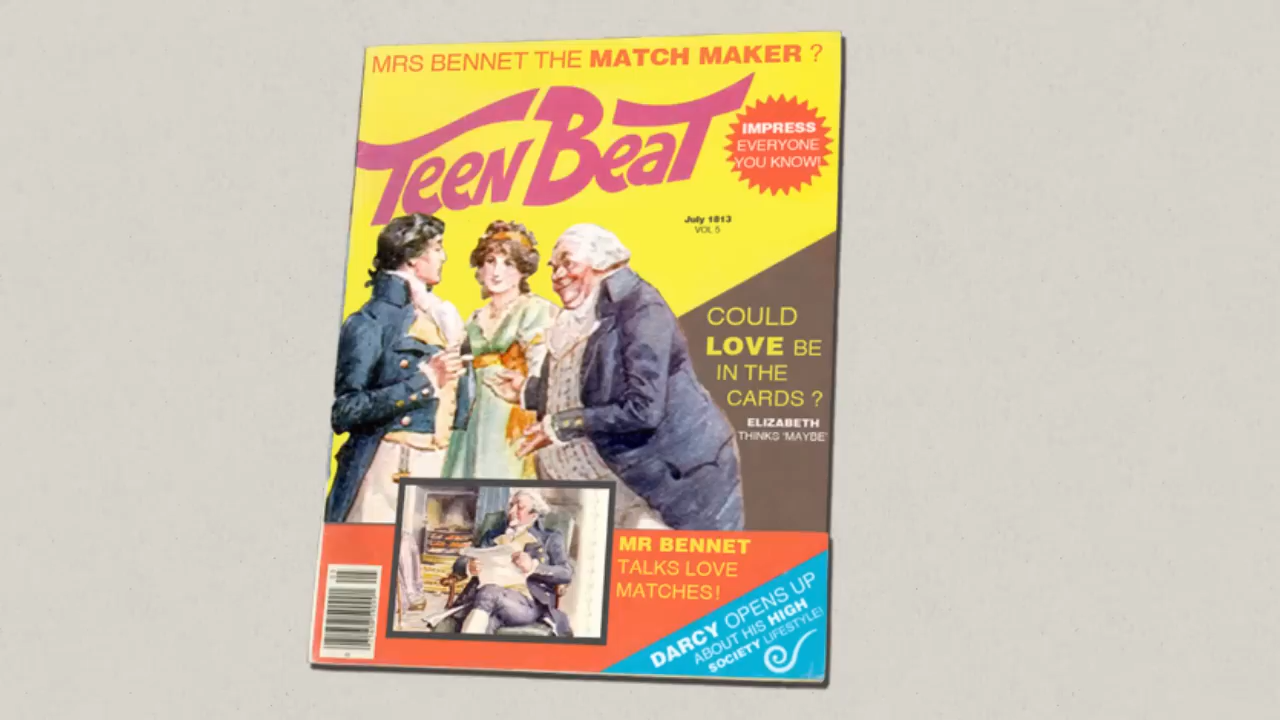 MRS BENNET THE MATCH MAKER ?
TEEN BEAT
IMPRESS
EVERYONE
YOU KNOW!
July 1813
VOL 5
COULD
LOVE BE
IN THE
CARDS ?
ELIZABETH
THINKS 'MAYBE'
MR BENNET
TALKS LOVE
MATCHES!
DARCY OPENS UP
ABOUT HIS HIGH
SOCIETY LIFESTYLE!